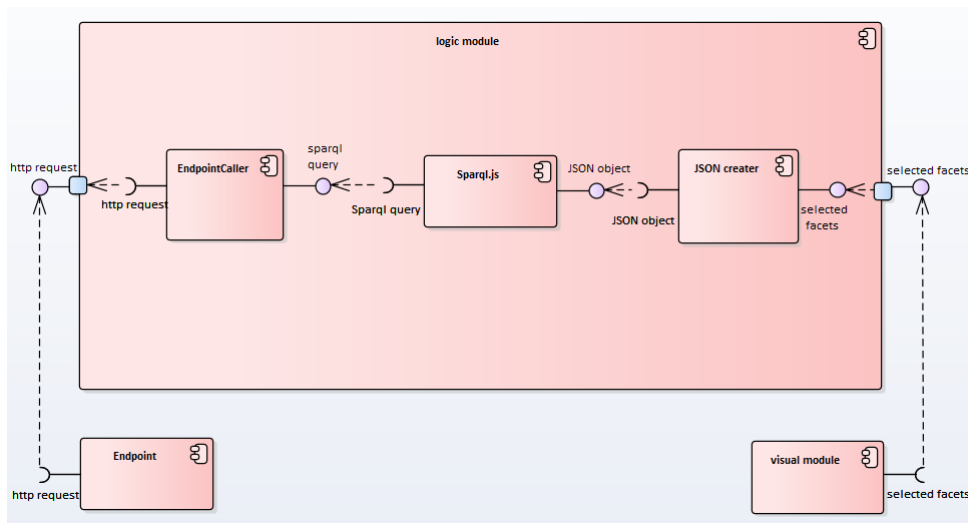 logic module
http request
EndpointCaller
http request
sparql
query
Sparql query
Sparql.js
JSON object
JSON object
JSON creater
selected
facets
selected facets
Endpoint
http request
visual module
selected facets